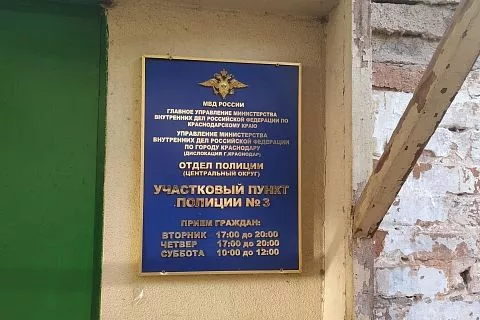 МВД РОССИИ
ГЛАВНОЕ УПРАВЛЕНИЕ МИНИСТЕРСТВА
ВНУТРЕННИХ ДЕЛ РОССИЙСКОЙ ФЕДЕРАЦИИ ПО
КРАСНОДАРСКОМУ КРАЮ
УПРАВЛЕНИЕ МИНИСТЕРСТВА
ВНУТРЕННИХ ДЕЛ РОССИЙСКОЙ ФЕДЕРАЦИИ
ПО ГОРОДУ КРАСНОДАРУ
(ДИСЛОКАЦИЯ Г.КРАСНОДАР)
ОТДЕЛ ПОЛИЦИИ
(ЦЕНТРАЛЬНЫЙ ОКРУГ)
УЧАСТКОВЫЙ ПУНКТ
ПОЛИЦИИ № 3
ПРИЕМ ГРАЖДАН:
ВТОРНИК 17:00 до 20:00
ЧЕТВЕР 17:00 до 20:00
СУББОТА 10:00 до 12:00